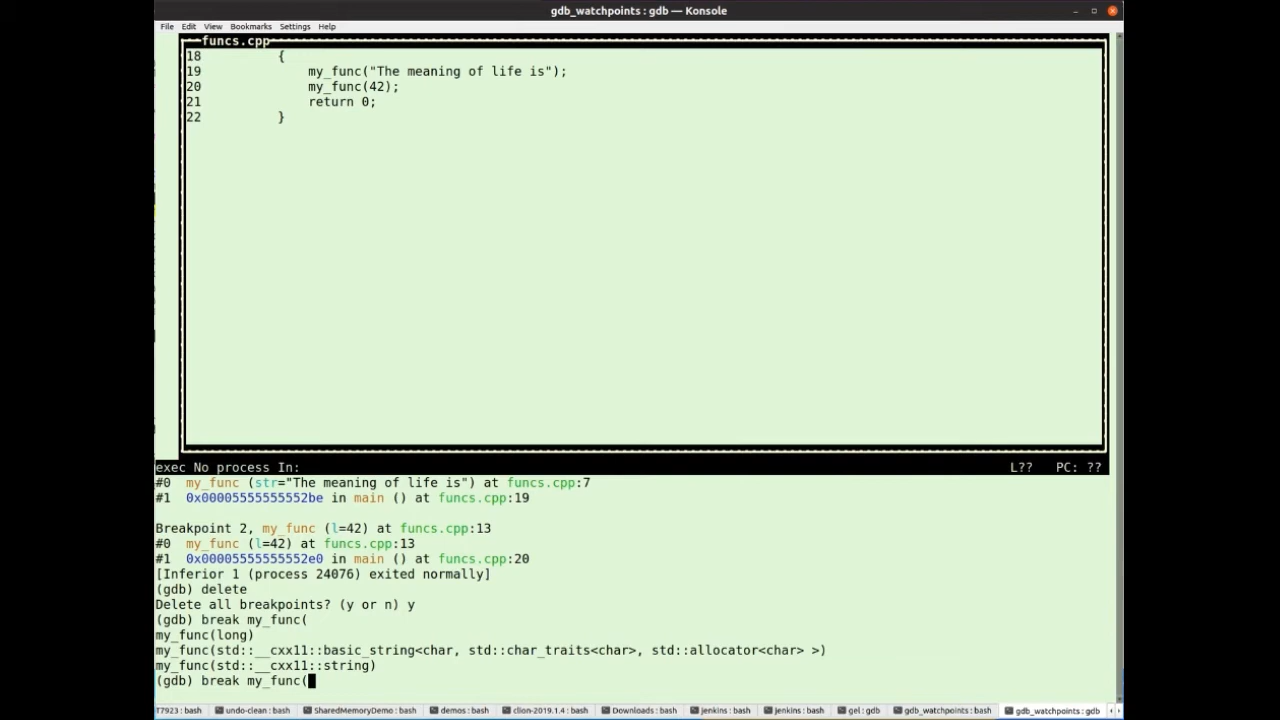 gdb_watchpoints : gdb — Konsole
File Edit View Bookmarks Settings Help
funcs.cpp
18 {
19 my_func("The meaning of life is");
20 my_func(42);
21 return 0;
22 }
exec No process In: L?? PC: ??
#0 my_func (str="The meaning of life is") at funcs.cpp:7
#1 0x00005555555552be in main () at funcs.cpp:19
Breakpoint 2, my_func (l=42) at funcs.cpp:13
#0 my_func (l=42) at funcs.cpp:13
#1 0x00005555555552e0 in main () at funcs.cpp:20
[Inferior 1 (process 24076) exited normally]
(gdb) delete
Delete all breakpoints? (y or n) y
(gdb) break my_func(
my_func(long)
my_func(std::__cxx11::basic_string<char, std::char_traits<char>, std::allocator<char> >)
my_func(std::__cxx11::string)
(gdb) break my_func(
T7923 : bash undo-clean : bash SharedMemoryDemo : bash demos : bash clion-2019.1.4 : bash Downloads : bash jenkins : bash jenkins : bash gel : gdb gdb_watchpoints : bash gdb_watchpoints : gdb